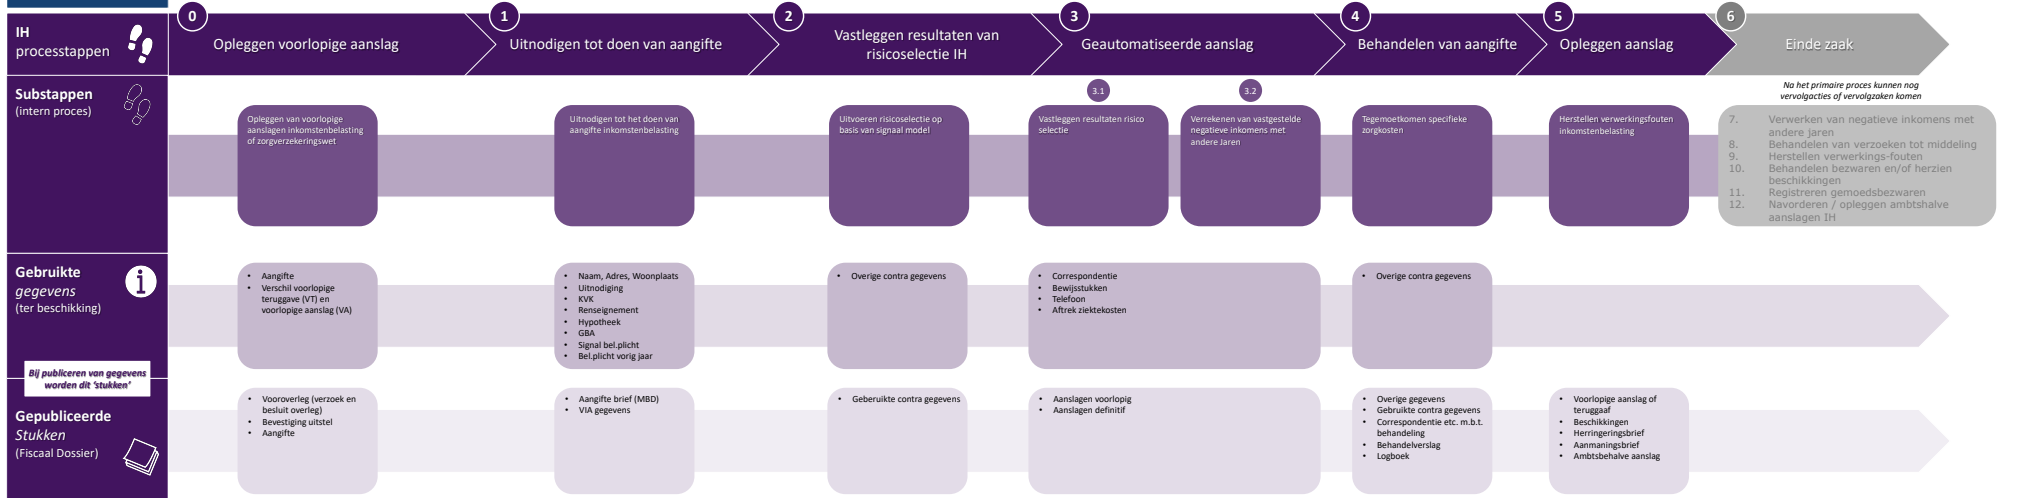 0
1
2
3
4
5
6
IH
processtappen
Opleggen voorlopige aanslag
Uitnodigen tot doen van aangifte
Vastleggen resultaten van
risicoselectie IH
Geautomatiseerde aanslag
Behandelen van aangifte
Opleggen aanslag
Einde zaak
Substappen
(intern proces)
3.1
3.2
Na het primaire proces kunnen nog
vervolgacties of vervolgzaken komen
Opleggen van voorlopige
aanslagen inkomstenbelasting
of zorgverzekeringswet
Uitnodigen tot het doen van
aangifte inkomstenbelasting
Uitvoeren risicoselectie op
basis van signaal model
Vastleggen resultaten risico
selectie
Verrekenen van vastgestelde
negatieve inkomens met
andere Jaren
Tegemoetkomen specifieke
zorgkosten
Herstellen verwerkingsfouten
inkomstenbelasting
7. Verwerken van negatieve inkomens met
andere jaren
8. Behandelen van verzoeken tot middeling
9. Herstellen verwerkings-fouten
10. Behandelen bezwaren en/of herzien
beschikkingen
11. Registreren gemoedsbezwaren
12. Navorderen / opleggen ambtshalve
aanslagen IH
Gebruikte
gegevens
(ter beschikking)
• Aangifte
• Verschil voorlopige
teruggave (VT) en
voorlopige aanslag (VA)
• Naam, Adres, Woonplaats
• Uitnodiging
• KVK
• Renseignement
• Hypotheek
• GBA
• Signal bel.plicht
• Bel.plicht vorig jaar
• Overige contra gegevens
• Correspondentie
• Bewijsstukken
• Telefoon
• Aftrek ziektekosten
• Overige contra gegevens
Bij publiceren van gegevens
worden dit ‘stukken’
Gepubliceerde
Stukken
(Fiscaal Dossier)
• Vooroverleg (verzoek en
besluit overleg)
• Bevestiging uitstel
• Aangifte
• Aangifte brief (MBD)
• VIA gegevens
• Geberuikte contra gegevens
• Aanslagen voorlopig
• Aanslagen definitif
• Overige gegevens
• Gebruikte contra gegevens
• Correspondentie etc. m.b.t.
behandeling
• Behandelverslag
• Logboek
• Voorlopige aanslag of
teruggaaf
• Beschikkingen
• Herringeringsbrief
• Aanmaningsbrief
• Ambtsbehalve aanslag